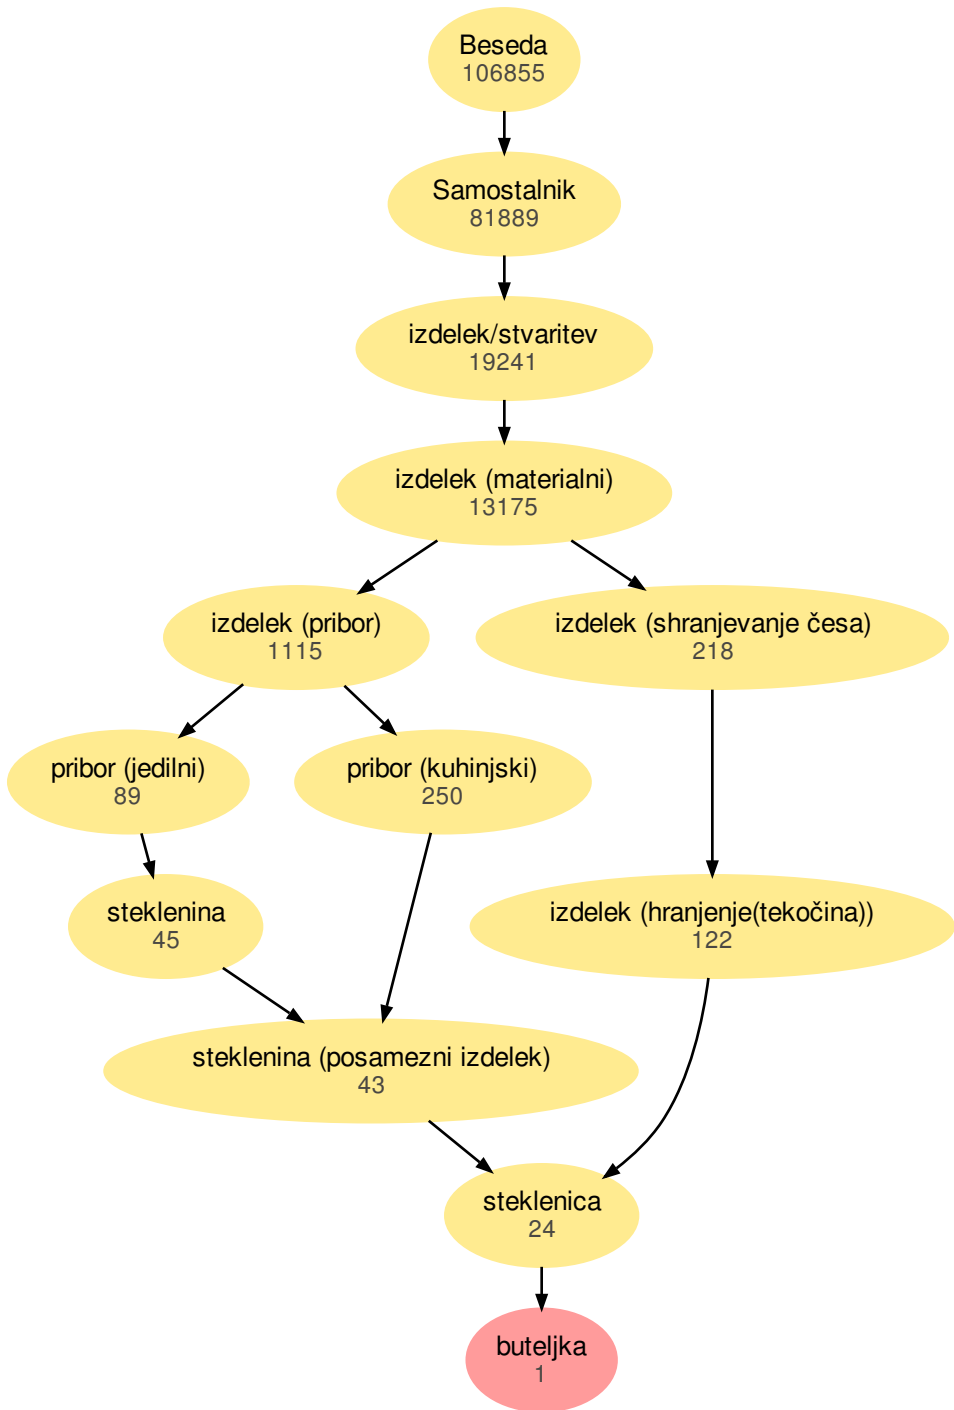 Beseda
106855
Samostalnik
81889
izdelek/stvaritev
19241
izdelek (materialni)
13175
izdelek (pribor)
1115
izdelek (shranjevanje česa)
218
pribor (jedilni)
89
pribor (kuhinjski)
250
steklenina
45
izdelek (hranjenje(tekočina))
122
steklenina (posamezni izdelek)
43
steklenica
24
buteljka
1